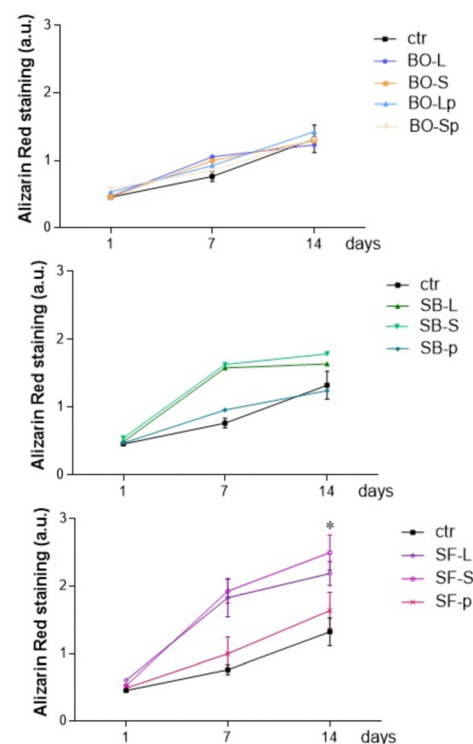 Alizarin Red staining (a.u.)
3
2
1
0
1 7 14 days
ctr
BO-L
BO-S
BO-Lp
BO-Sp
Alizarin Red staining (a.u.)
3
2
1
0
1 7 14 days
ctr
SB-L
SB-S
SB-p
Alizarin Red staining (a.u.)
3
2
1
0
1 7 14 days
*
ctr
SF-L
SF-S
SF-p